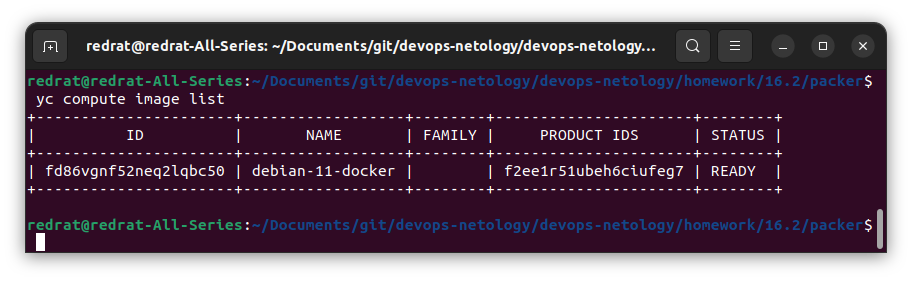 redrat@redrat-All-Series: ~/Documents/git/devops-netology/devops-netology...
redrat@redrat-All-Series:~/Documents/git/devops-netology/devops-netology/homework/16.2/packer$
yc compute image list
+----------------------+------------------+--------+----------------------+--------+
|          ID          |       NAME       | FAMILY |     PRODUCT IDS      | STATUS |
+----------------------+------------------+--------+----------------------+--------+
| fd86vgnf52neq2lqbc50 | debian-11-docker |        | f2ee1r51ubeh6ciufeg7 | READY  |
+----------------------+------------------+--------+----------------------+--------+
redrat@redrat-All-Series:~/Documents/git/devops-netology/devops-netology/homework/16.2/packer$